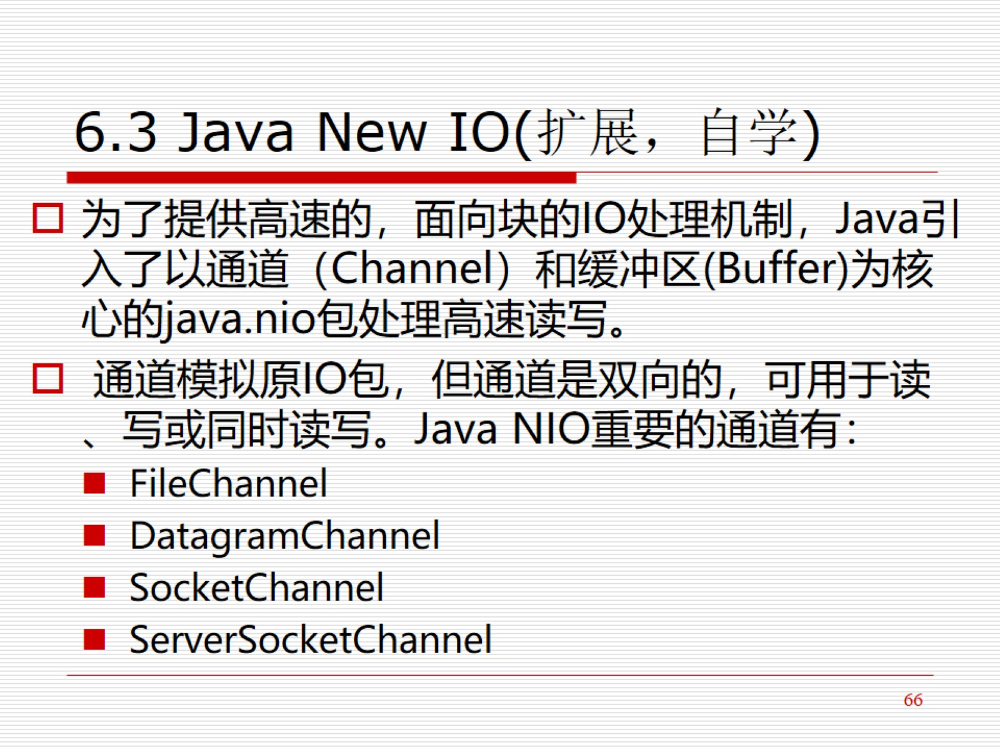 6.3 Java New IO(扩展，自学)
为了提供高速的，面向块的IO处理机制，Java引
入了以通道（Channel）和缓冲区(Buffer)为核
心的java.nio包处理高速读写。
通道模拟原IO包，但通道是双向的，可用于读
、写或同时读写。Java NIO重要的通道有：
FileChannel
DatagramChannel
SocketChannel
ServerSocketChannel
66